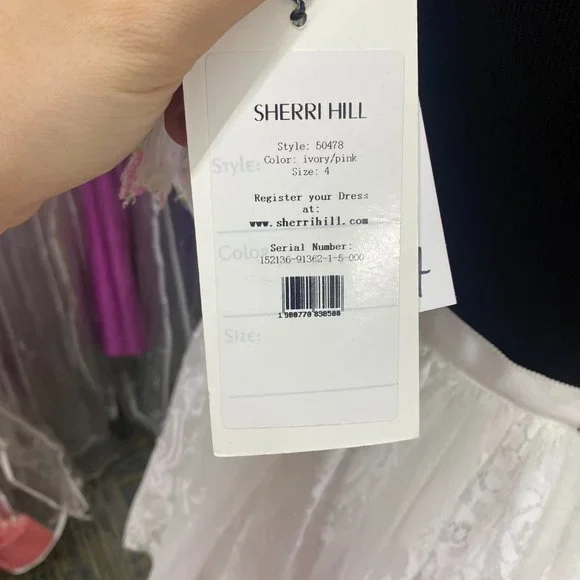 SHERRI HILL
Style: 50478
Style:
Color: ivory/pink
Size: 4
Register your Dress
at:
www.sherrihill.com
Serial Number:
Color
152136-91362-1-5-000
Size:
4